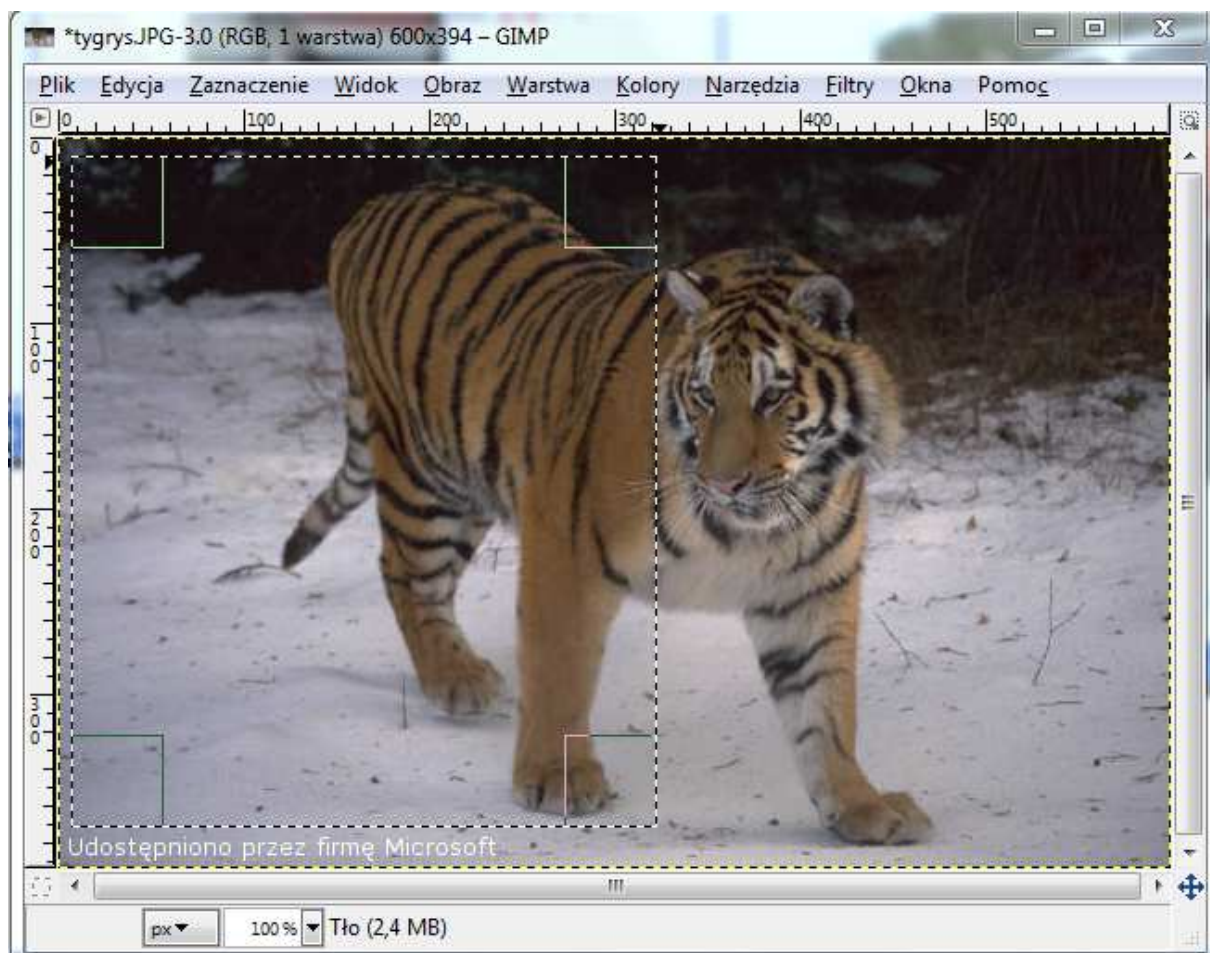 *tygrys.JPG-3.0 (RGB, 1 warstwa) 600x394 – GIMP
Plik Edycja Zaznaczenie Widok Obraz Warstwa Kolory Narzędzia Filtry Okna Pomoc
0 100 200 300 400 500
0
100
200
300
Udostępniono przez firmę Microsoft
px 100 % Tło (2,4 MB)